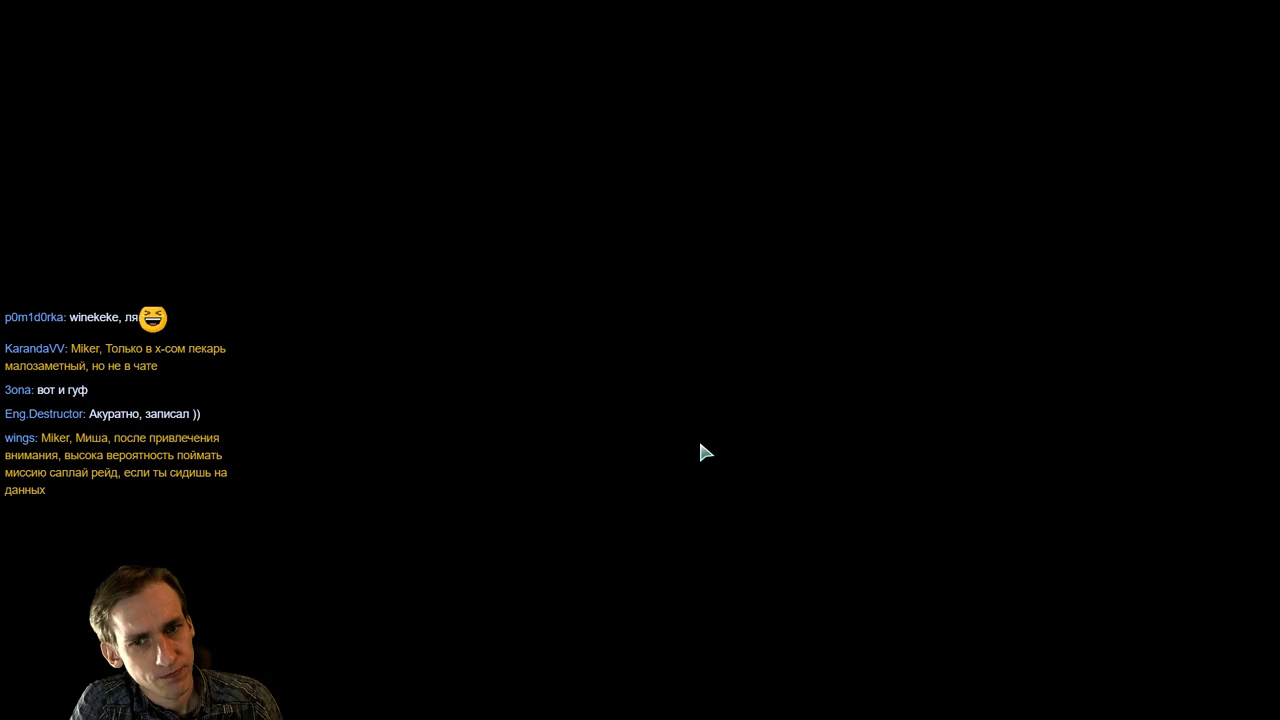 p0m1d0rka: winekeke, ля
KarandaVV: Miker, Только в х-сом пекарь
малозаметный, но не в чате
3ona: вот и гуф
Eng.Destructor: Акуратно, записал ))
wings: Miker, Миша, после привлечения
внимания, высока вероятность поймать
миссию саплай рейд, если ты сидишь на
данных